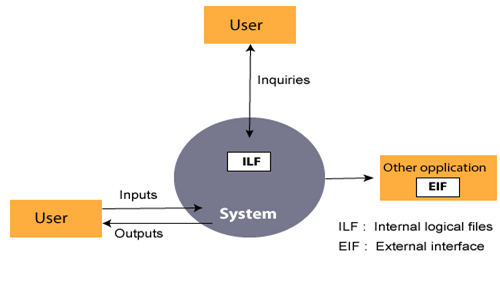 User
Inquiries
ILF
System
Other opplication
EIF
Inputs
User
Outputs
ILF : Internal logical files
EIF : External interface